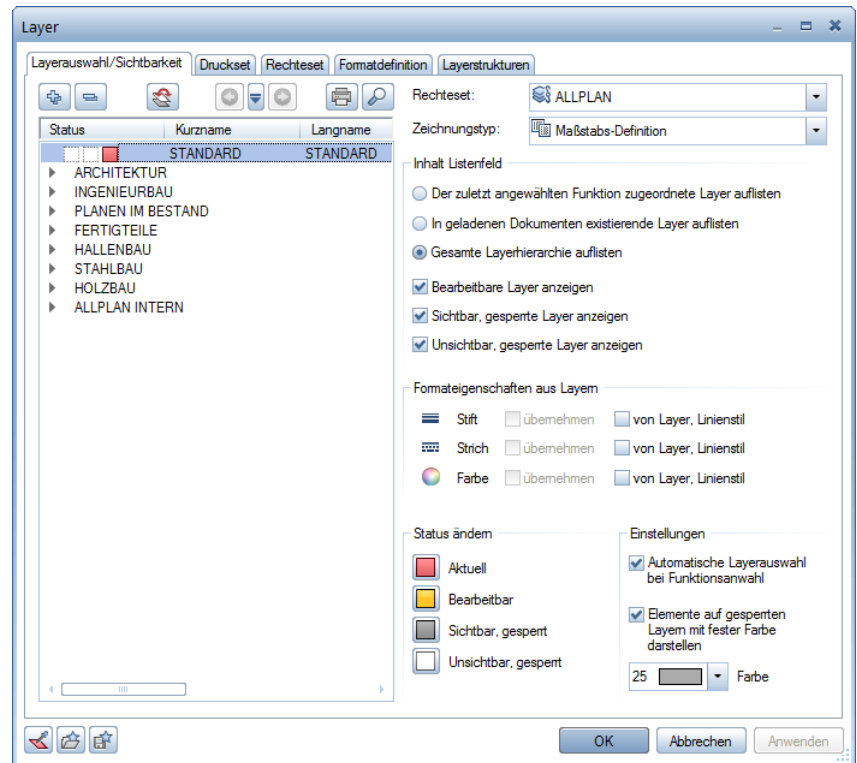 Layer
Layerauswahl/Sichtbarkeit Druckset Rechteset Formatdefinition Layerstrukturen
Rechteset: ALLPLAN
Zeichnungstyp: Maßstabs-Definition
Status Kurzname Langname
STANDARD STANDARD
ARCHITEKTUR
INGENIEURBAU
PLANEN IM BESTAND
FERTIGTEILE
HALLENBAU
STAHLBAU
HOLZBAU
ALLPLAN INTERN
Inhalt Listenfeld
Der zuletzt angewählten Funktion zugeordnete Layer auflisten
In geladenen Dokumenten existierende Layer auflisten
Gesamte Layerhierarchie auflisten
Bearbeitbare Layer anzeigen
Sichtbar, gesperrte Layer anzeigen
Unsichtbar, gesperrte Layer anzeigen
Formateigenschaften aus Layern
Stift übernehmen von Layer, Linienstil
Strich übernehmen von Layer, Linienstil
Farbe übernehmen von Layer, Linienstil
Status ändern
Aktuell
Bearbeitbar
Sichtbar, gesperrt
Unsichtbar, gesperrt
Einstellungen
Automatische Layerauswahl
bei Funktionsanwahl
Elemente auf gesperrten
Layern mit fester Farbe
darstellen
25 Farbe
OK Abbrechen Anwenden